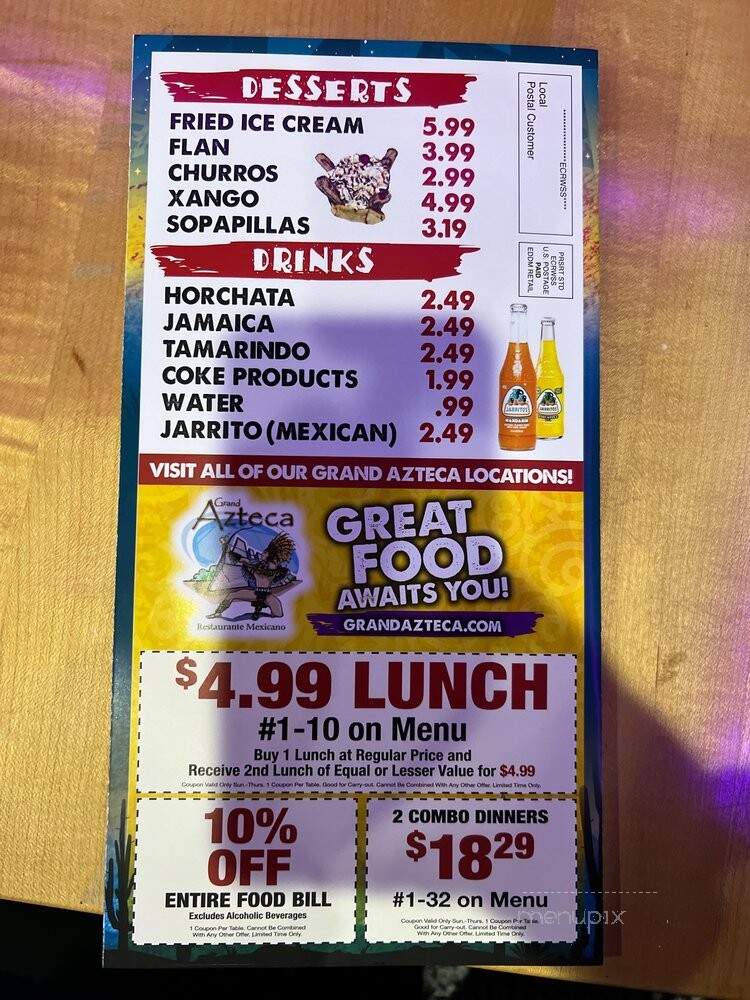 DESSERTS
FRIED ICE CREAM 5.99
FLAN 3.99
CHURROS 2.99
XANGO 4.99
SOPAPILLAS 3.19
DRINKS
HORCHATA 2.49
JAMAICA 2.49
TAMARINDO 2.49
COKE PRODUCTS 1.99
WATER .99
JARRITO (MEXICAN) 2.49
******************ECRWSS****
Local
Postal Customer
PRSRT STD
ECRWSS
U.S. POSTAGE
PAID
EDDM RETAIL
JARRITOS
MANDARIN
JARRITOS
VISIT ALL OF OUR GRAND AZTECA LOCATIONS!
Grand
Azteca
Restaurante Mexicano
GREAT
FOOD
AWAITS YOU!
GRANDAZTECA.COM
$4.99 LUNCH
#1-10 on Menu
Buy 1 Lunch at Regular Price and
Receive 2nd Lunch of Equal or Lesser Value for $4.99
Coupon Valid Only Sun.-Thurs. 1 Coupon Per Table. Good for Carry-out. Cannot Be Combined With Any Other Offer. Limited Time Only.
10%
OFF
ENTIRE FOOD BILL
Excludes Alcoholic Beverages
1 Coupon Per Table. Cannot Be Combined
With Any Other Offer. Limited Time Only.
2 COMBO DINNERS
$18 29
#1-32 on Menu
Coupon Valid Only Sun.-Thurs. 1 Coupon Per Table.
Good for Carry-out. Cannot Be Combined
With Any Other Offer. Limited Time Only.
menupix